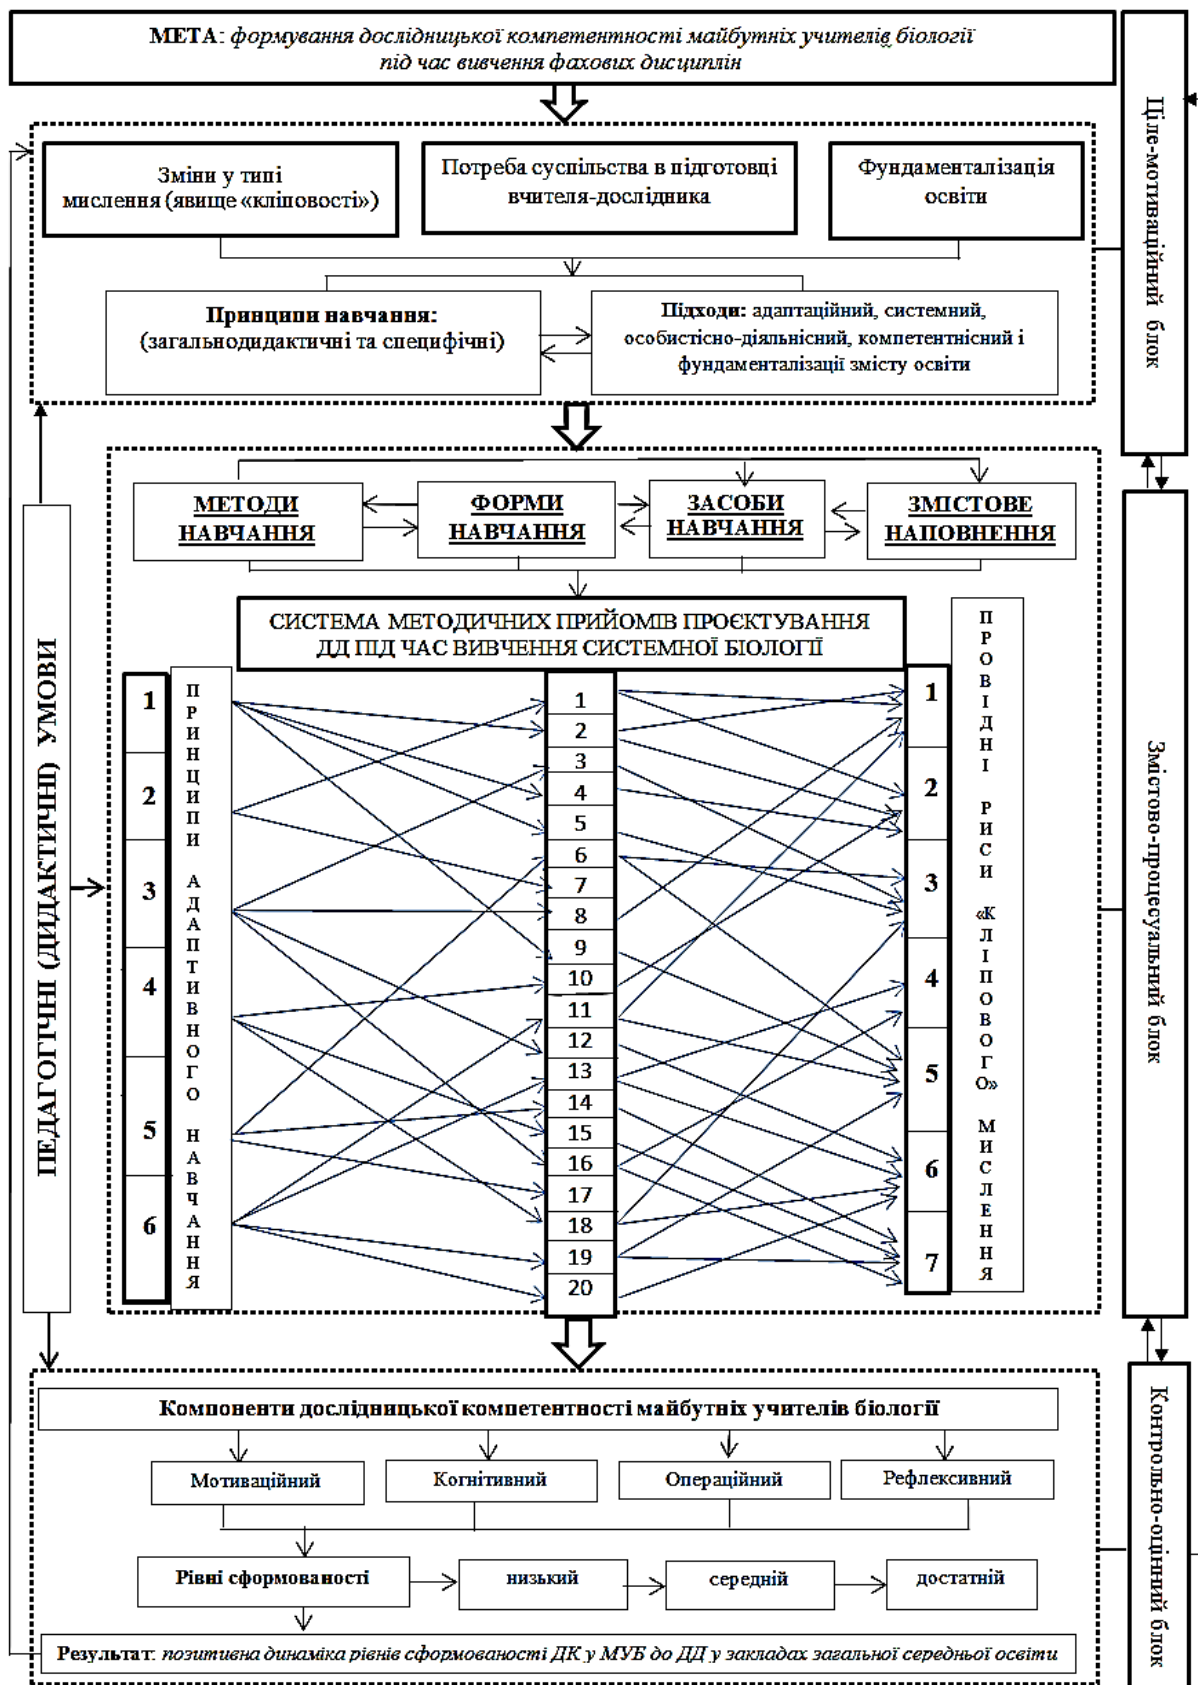 МЕТА: формування дослідницької компетентності майбутніх учителів біології
під час вивчення фахових дисциплін
Ціле-мотиваційний блок
Зміни у типі
мислення (явище «кліповості»)
Потреба суспільства в підготовці
вчителя-дослідника
Фундаменталізація
освіти
Принципи навчання:
(загальнодидактичні та специфічні)
Підходи: адаптаційний, системний,
особистісно-діяльнісний, компетентнісний і
фундаменталізації змісту освіти
ПЕДАГОГІЧНІ (ДИДАКТИЧНІ) УМОВИ
МЕТОДИ
НАВЧАННЯ
ФОРМИ
НАВЧАННЯ
ЗАСОБИ
НАВЧАННЯ
ЗМІСТОВЕ
НАПОВНЕННЯ
СИСТЕМА МЕТОДИЧНИХ ПРИЙОМІВ ПРОЄКТУВАННЯ
ДД ПІД ЧАС ВИВЧЕННЯ СИСТЕМНОЇ БІОЛОГІЇ
1
2
3
4
5
6
ПРИНЦИПИ АДАПТИВНОГО НАВЧАННЯ
1
2
3
4
5
6
7
8
9
10
11
12
13
14
15
16
17
18
19
20
1
2
3
4
5
6
7
ПРОВІДНІ РИСИ «КЛІПОВОГО» МИСЛЕННЯ
Змістово-процесуальний блок
Компоненти дослідницької компетентності майбутніх учителів біології
Мотиваційний
Когнітивний
Операційний
Рефлексивний
Рівні сформованості
низький
середній
достатній
Результат: позитивна динаміка рівнів сформованості ДК у МУБ до ДД у закладах загальної середньої освіти
Контрольно-оцінний блок